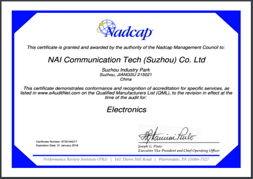 Nadcap
This certificate is granted and awarded by the authority of the Nadcap Management Council to:
NAI Communication Tech (Suzhou) Co. Ltd
Suzhou Industry Park
Suzhou, JIANGSU 215021
China
This certificate demonstrates conformance and recognition of accreditation for specific services, as
listed in www.eAuditNet.com on the Qualified Manufacturers List (QML), to the revision in effect at the
time of the audit for:
Electronics
Certificate Number:
Expiration Date: 31 January 2018
Joseph G. Pinto
Executive Vice President and Chief Operating Officer
Performance Review Institute (PRI) | 161 Thorn Hill Road | Warrendale, PA 15086-7527